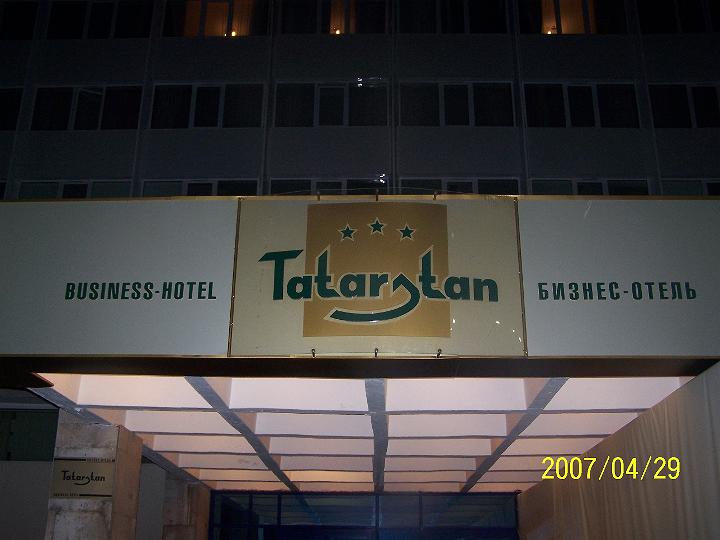 BUSINESS-HOTEL
Tatarstan
БИЗНЕС-ОТЕЛЬ
Tatarstan
2007/04/29